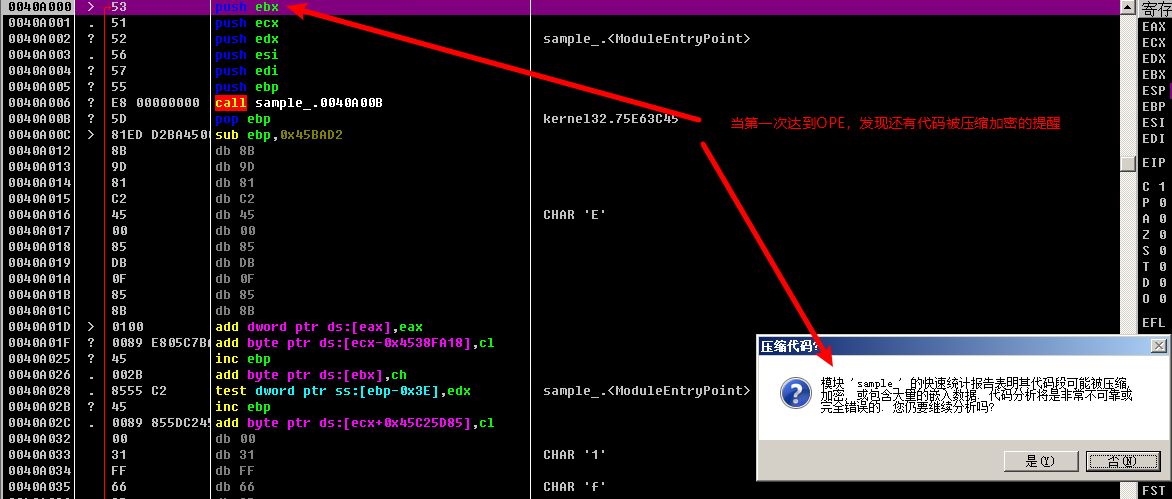 0040A000 > 53 push ebx
0040A001 . 51 push ecx
0040A002 ? 52 push edx sample_.<ModuleEntryPoint>
0040A003 . 56 push esi
0040A004 ? 57 push edi
0040A005 ? 55 push ebp
0040A006 ? E8 00000000 call sample_.0040A00B
0040A00B ? 5D pop ebp kernel32.75E63C45
0040A00C > 81ED D2BA4500 sub ebp,0x45BAD2
0040A012 8B db 8B
0040A013 9D db 9D
0040A014 81 db 81
0040A015 C2 db C2
0040A016 45 db 45 CHAR 'E'
0040A017 00 db 00
0040A018 85 db 85
0040A019 DB db DB
0040A01A 0F db 0F
0040A01B 85 db 85
0040A01C 8B db 8B
0040A01D > 0100 add dword ptr ds:[eax],eax
0040A01F ? 0089 E805C7BA add byte ptr ds:[ecx-0x4538FA18],cl
0040A025 ? 45 inc ebp
0040A026 . 002B add byte ptr ds:[ebx],ch
0040A028 . 8555 C2 test dword ptr ss:[ebp-0x3E],edx sample_.<ModuleEntryPoint>
0040A02B ? 45 inc ebp
0040A02C . 0089 855DC245 add byte ptr ds:[ecx+0x45C25D85],cl
0040A032 00 db 00
0040A033 31 db 31 CHAR '1'
0040A034 FF db FF
0040A035 66 db 66 CHAR 'f'
当第一次达到OPE，发现还有代码被压缩加密的提醒
寄存
EAX
ECX
EDX
EBX
ESP
EBP
ESI
EDI
EIP
C 1
P 0
A 0
Z 0
S 0
T 0
D 0
O 0
EFL
FST
压缩代码?
模块 'sample_' 的快速统计报告表明其代码段可能被压缩,
加密, 或包含大量的嵌入数据. 代码分析将是非常不可靠或
完全错误的. 您仍要继续分析吗?
是(Y)
否(N)